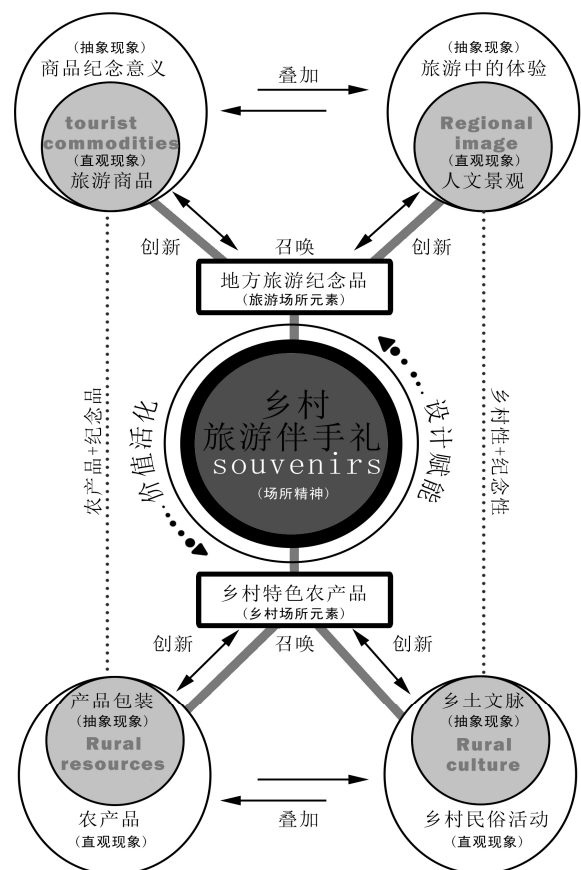 (抽象现象)
商品纪念意义
tourist
commodities
(直观现象)
旅游商品
叠加
(抽象现象)
旅游中的体验
Regional
image
(直观现象)
人文景观
创新
召唤
创新
地方旅游纪念品
(旅游场所元素)
农产品+纪念品
价值活化
乡村
旅游伴手礼
souvenirs
(场所精神)
设计赋能
乡村性+纪念性
乡村特色农产品
(乡村场所元素)
创新
召唤
创新
产品包装
(抽象现象)
Rural
resources
农产品
(直观现象)
叠加
乡土文脉
(抽象现象)
Rural
culture
乡村民俗活动
(直观现象)